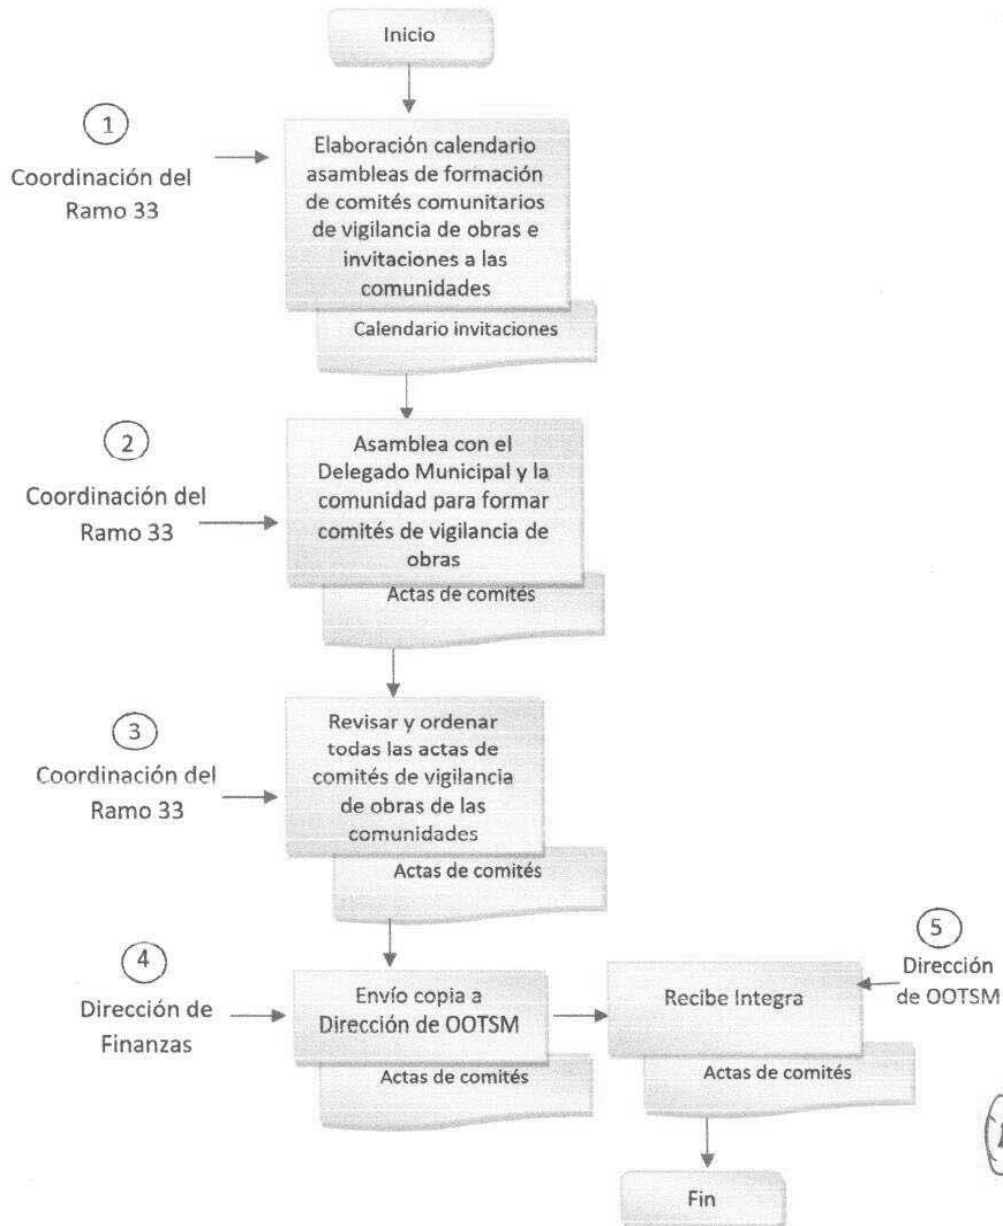 Inicio
1
Coordinación del
Ramo 33
Elaboración calendario
asambleas de formación
de comités comunitarios
de vigilancia de obras e
invitaciones a las
comunidades
Calendario invitaciones
2
Coordinación del
Ramo 33
Asamblea con el
Delegado Municipal y la
comunidad para formar
comités de vigilancia de
obras
Actas de comités
3
Coordinación del
Ramo 33
Revisar y ordenar
todas las actas de
comités de vigilancia
de obras de las
comunidades
Actas de comités
4
Dirección de
Finanzas
Envío copia a
Dirección de OOTSM
Actas de comités
Recibe Integra
Actas de comités
5
Dirección
de OOTSM
Fin